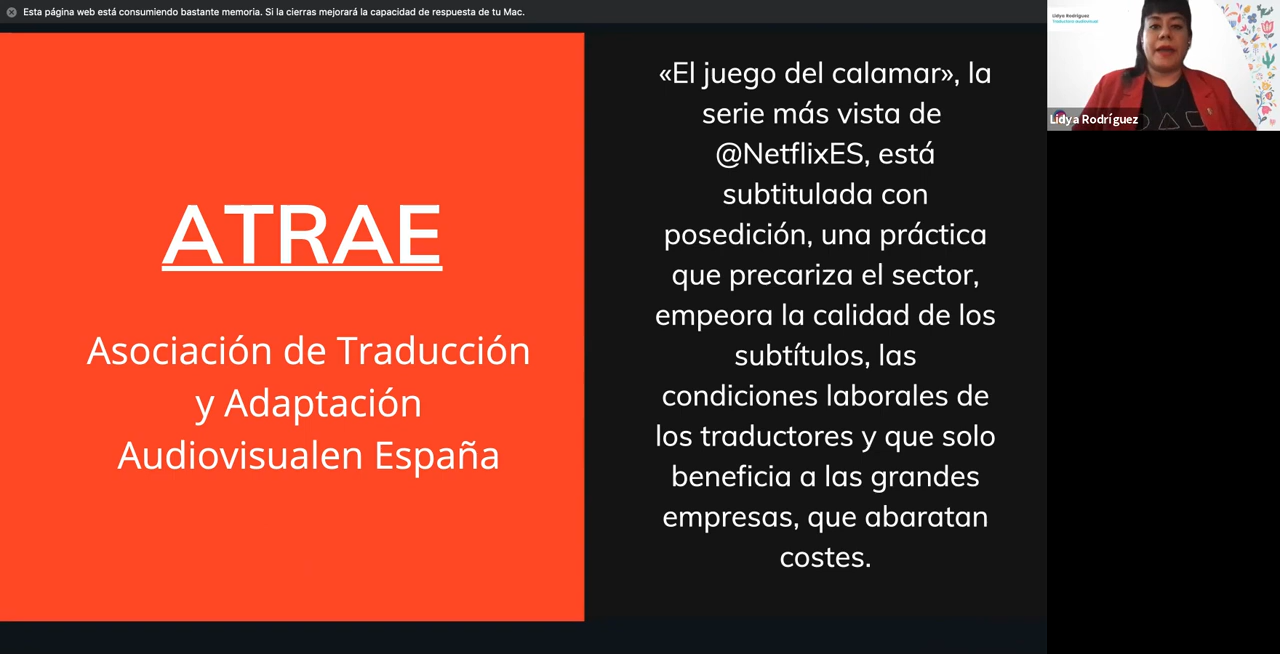 Esta página web está consumiendo bastante memoria. Si la cierras mejorará la capacidad de respuesta de tu Mac.
ATRAE
Asociación de Traducción
y Adaptación
Audiovisualen España
«El juego del calamar», la
serie más vista de
@NetflixES, está
subtitulada con
posedición, una práctica
que precariza el sector,
empeora la calidad de los
subtítulos, las
condiciones laborales de
los traductores y que solo
beneficia a las grandes
empresas, que abaratan
costes.
Lidya Rodríguez
Traductora Audiovisual
Lidya Rodríguez